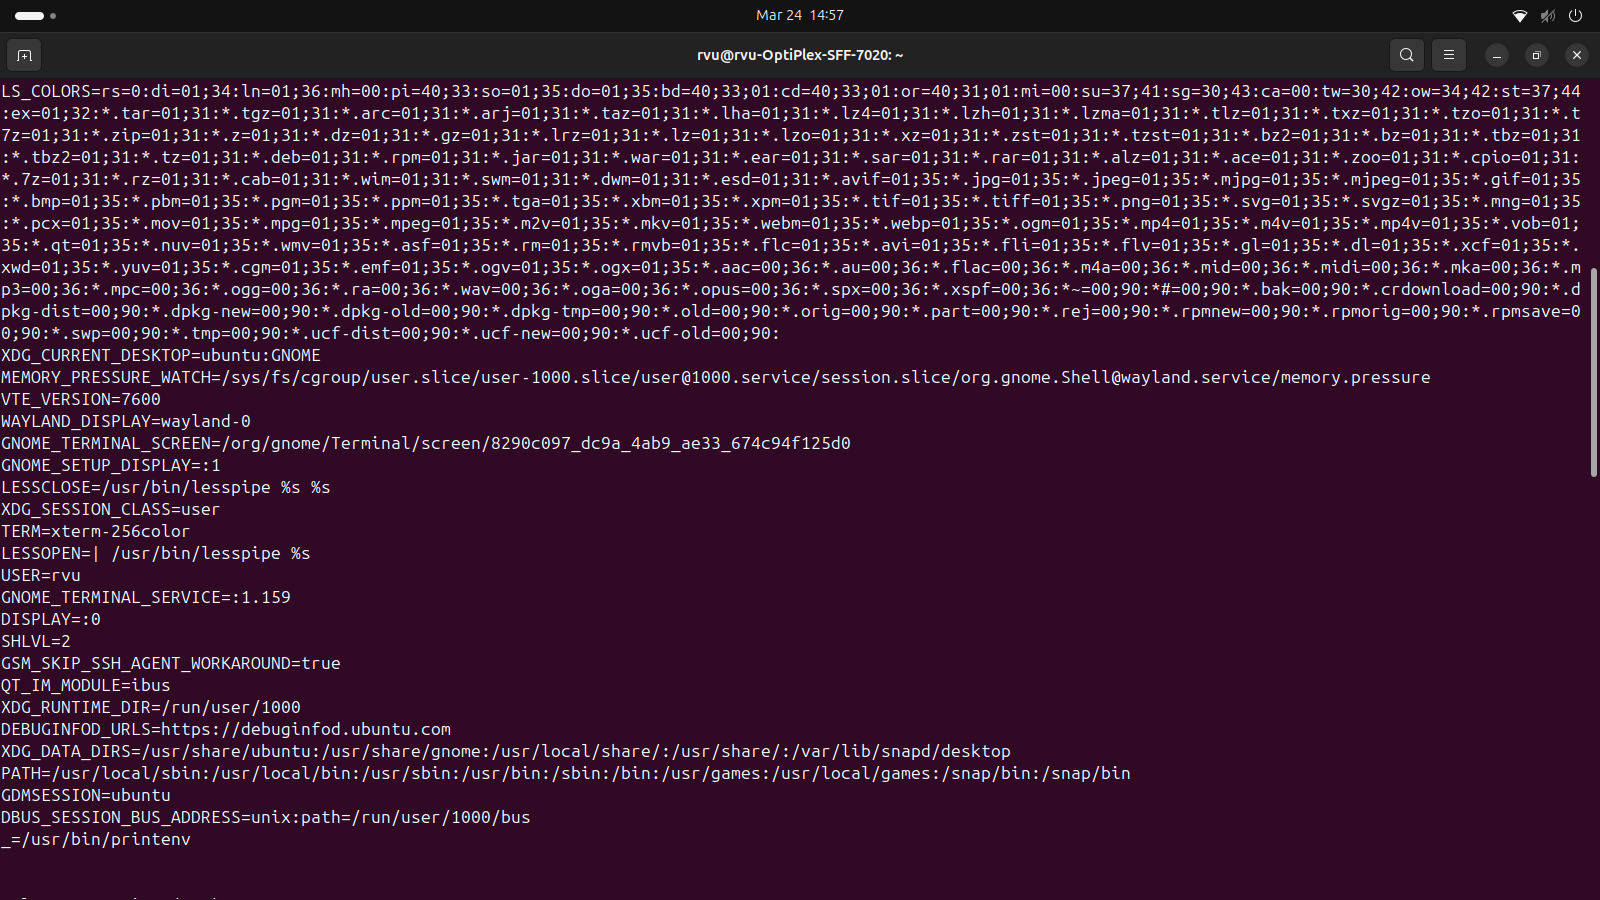 Mar 24 14:57
rvu@rvu-OptiPlex-SFF-7020: ~
LS_COLORS=rs=0:di=01;34:ln=01;36:mh=00:pi=40;33:so=01;35:do=01;35:bd=40;33;01:cd=40;33;01:or=40;31;01:mi=00:su=37;41:sg=30;43:ca=00:tw=30;42:ow=34;42:st=37;44
:ex=01;32:*.tar=01;31:*.tgz=01;31:*.arc=01;31:*.arj=01;31:*.taz=01;31:*.lha=01;31:*.lz4=01;31:*.lzh=01;31:*.lzma=01;31:*.tlz=01;31:*.txz=01;31:*.tzo=01;31:*.t
7z=01;31:*.zip=01;31:*.z=01;31:*.dz=01;31:*.gz=01;31:*.lrz=01;31:*.lz=01;31:*.lzo=01;31:*.xz=01;31:*.zst=01;31:*.tzst=01;31:*.bz2=01;31:*.bz=01;31:*.tbz=01;31
:*.tbz2=01;31:*.tz=01;31:*.deb=01;31:*.rpm=01;31:*.jar=01;31:*.war=01;31:*.ear=01;31:*.sar=01;31:*.rar=01;31:*.alz=01;31:*.ace=01;31:*.zoo=01;31:*.cpio=01;31:
*.7z=01;31:*.rz=01;31:*.cab=01;31:*.wim=01;31:*.swm=01;31:*.dwm=01;31:*.esd=01;31:*.avif=01;35:*.jpg=01;35:*.jpeg=01;35:*.mjpg=01;35:*.mjpeg=01;35:*.gif=01;35
:*.bmp=01;35:*.pbm=01;35:*.pgm=01;35:*.ppm=01;35:*.tga=01;35:*.xbm=01;35:*.xpm=01;35:*.tif=01;35:*.tiff=01;35:*.png=01;35:*.svg=01;35:*.svgz=01;35:*.mng=01;35
:*.pcx=01;35:*.mov=01;35:*.mpg=01;35:*.mpeg=01;35:*.m2v=01;35:*.mkv=01;35:*.webm=01;35:*.webp=01;35:*.ogm=01;35:*.mp4=01;35:*.m4v=01;35:*.mp4v=01;35:*.vob=01;
35:*.qt=01;35:*.nuv=01;35:*.wmv=01;35:*.asf=01;35:*.rm=01;35:*.rmvb=01;35:*.flc=01;35:*.avi=01;35:*.fli=01;35:*.flv=01;35:*.gl=01;35:*.dl=01;35:*.xcf=01;35:*.
xwd=01;35:*.yuv=01;35:*.cgm=01;35:*.emf=01;35:*.ogv=01;35:*.ogx=01;35:*.aac=00;36:*.au=00;36:*.flac=00;36:*.m4a=00;36:*.mid=00;36:*.midi=00;36:*.mka=00;36:*.m
p3=00;36:*.mpc=00;36:*.ogg=00;36:*.ra=00;36:*.wav=00;36:*.oga=00;36:*.opus=00;36:*.spx=00;36:*.xspf=00;36:*~=00;90:*#=00;90:*.bak=00;90:*.crdownload=00;90:*.d
pkg-dist=00;90:*.dpkg-new=00;90:*.dpkg-old=00;90:*.dpkg-tmp=00;90:*.old=00;90:*.orig=00;90:*.part=00;90:*.rej=00;90:*.rpmnew=00;90:*.rpmorig=00;90:*.rpmsave=0
0;90:*.swp=00;90:*.tmp=00;90:*.ucf-dist=00;90:*.ucf-new=00;90:*.ucf-old=00;90:
XDG_CURRENT_DESKTOP=ubuntu:GNOME
MEMORY_PRESSURE_WATCH=/sys/fs/cgroup/user.slice/user-1000.slice/user@1000.service/session.slice/org.gnome.Shell@wayland.service/memory.pressure
VTE_VERSION=7600
WAYLAND_DISPLAY=wayland-0
GNOME_TERMINAL_SCREEN=/org/gnome/Terminal/screen/8290c097_dc9a_4ab9_ae33_674c94f125d0
GNOME_SETUP_DISPLAY=:1
LESSCLOSE=/usr/bin/lesspipe %s %s
XDG_SESSION_CLASS=user
TERM=xterm-256color
LESSOPEN=| /usr/bin/lesspipe %s
USER=rvu
GNOME_TERMINAL_SERVICE=:1.159
DISPLAY=:0
SHLVL=2
GSM_SKIP_SSH_AGENT_WORKAROUND=true
QT_IM_MODULE=ibus
XDG_RUNTIME_DIR=/run/user/1000
DEBUGINFOD_URLS=https://debuginfod.ubuntu.com
XDG_DATA_DIRS=/usr/share/ubuntu:/usr/share/gnome:/usr/local/share/:/usr/share/:/var/lib/snapd/desktop
PATH=/usr/local/sbin:/usr/local/bin:/usr/sbin:/usr/bin:/sbin:/bin:/usr/games:/usr/local/games:/snap/bin:/snap/bin
GDMSESSION=ubuntu
DBUS_SESSION_BUS_ADDRESS=unix:path=/run/user/1000/bus
_=/usr/bin/printenv